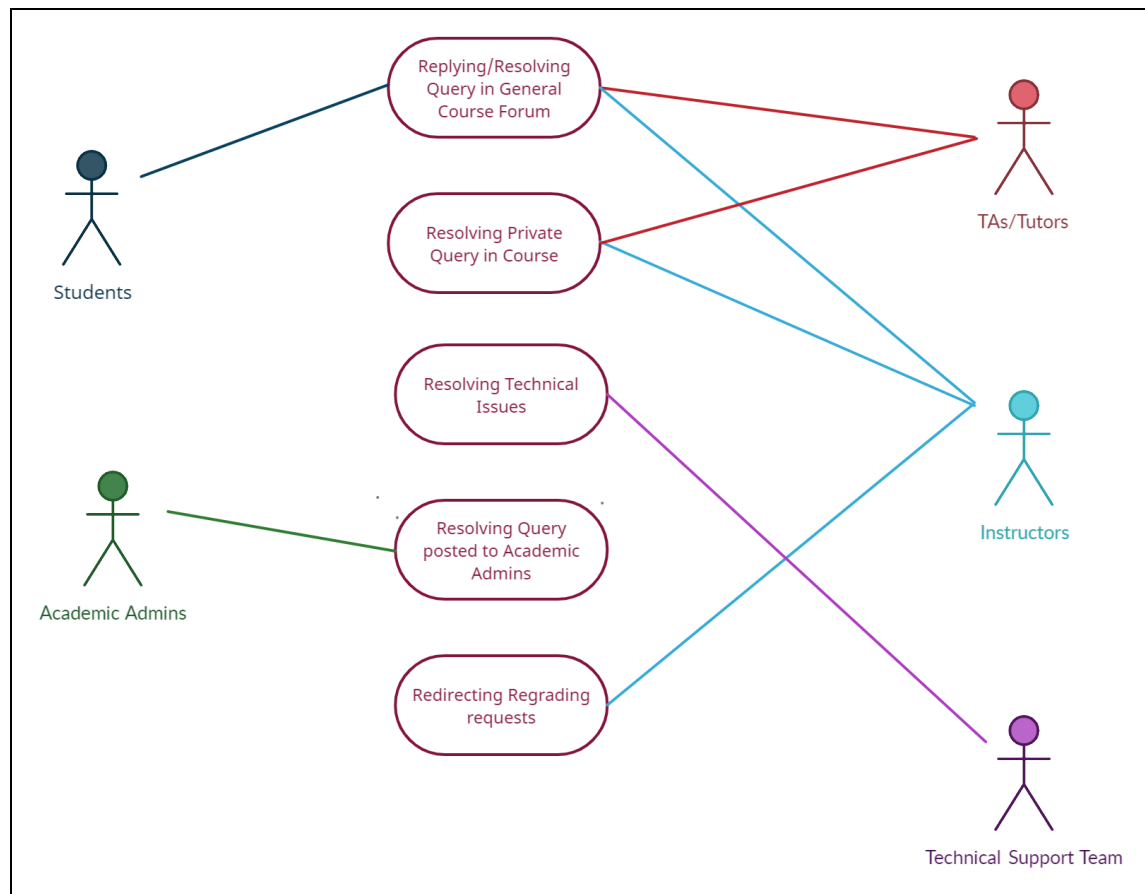 Replying/Resolving
Query in General
Course Forum
Students
TAs/Tutors
Resolving Private
Query in Course
Resolving Technical
Issues
Instructors
Academic Admins
Resolving Query
posted to Academic
Admins
Redirecting Regrading
requests
Technical Support Team